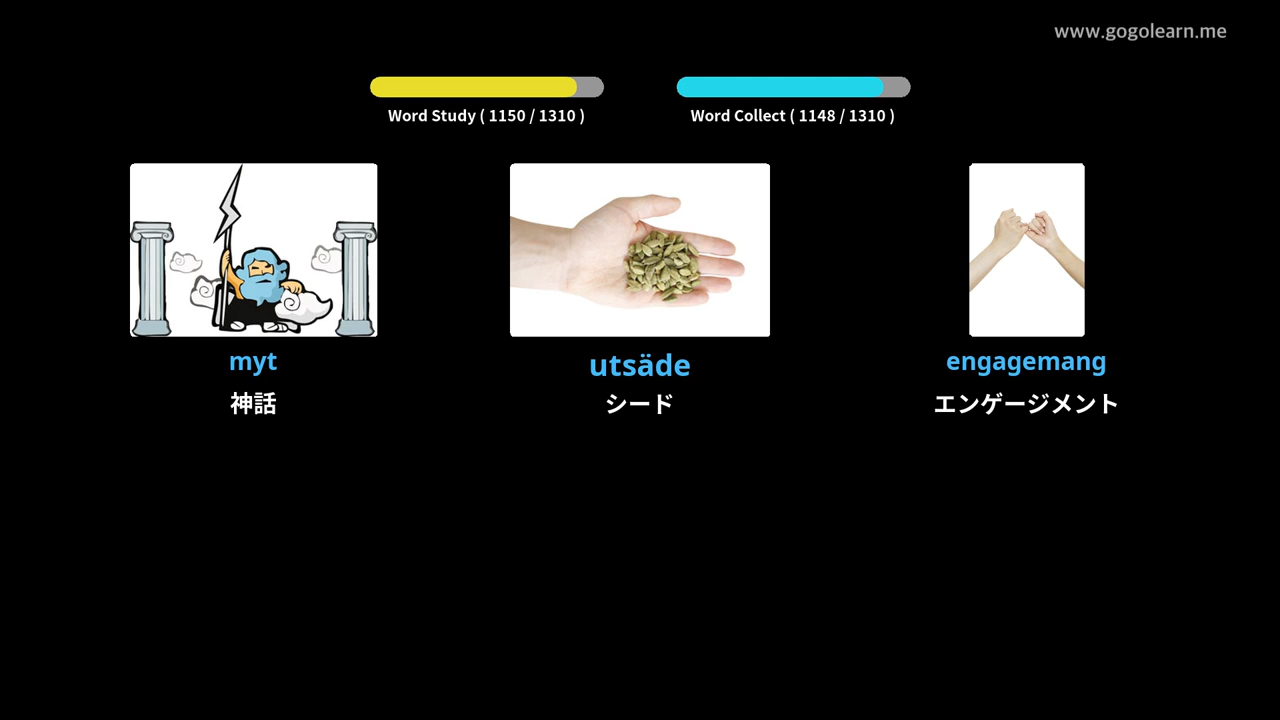 www.gogolearn.me
Word Study ( 1150 / 1310 )
Word Collect ( 1148 / 1310 )
myt
utsäde
engagemang
神話
シード
エンゲージメント